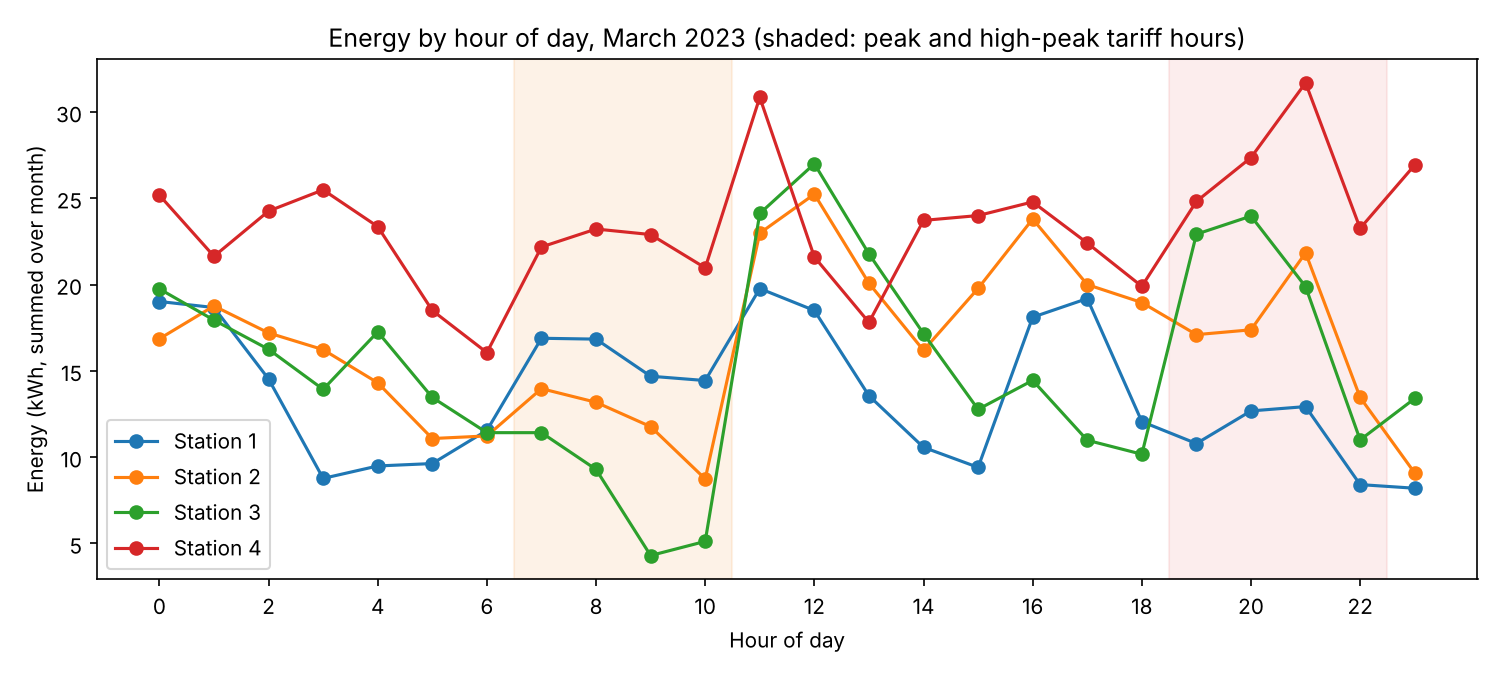 Energy by hour of day, March 2023 (shaded: peak and high-peak tariff hours)
Energy (kWh, summed over month)
30
25
20
15
10
5
Station 1
Station 2
Station 3
Station 4
0 2 4 6 8 10 12 14 16 18 20 22
Hour of day